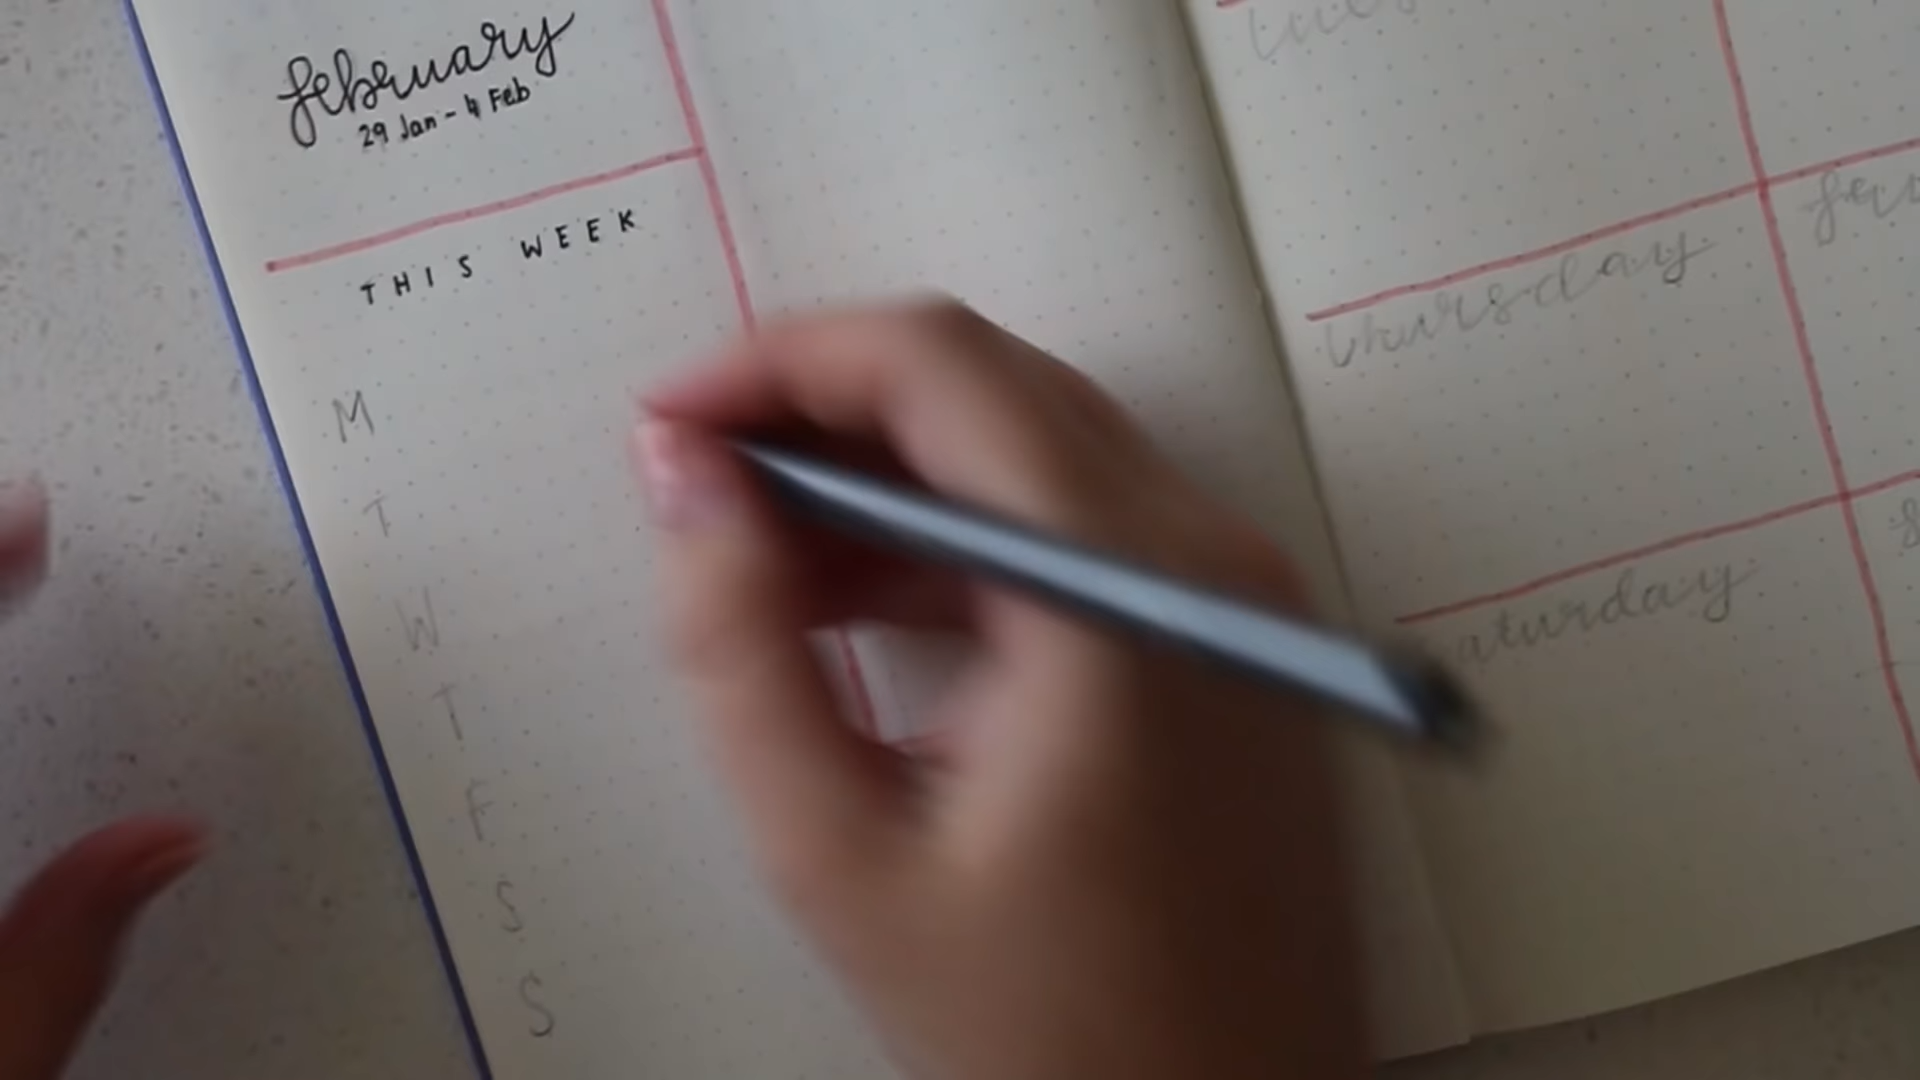 february
29 Jan - 4 Feb
THIS WEEK
M
T
W
T
F
S
S
thursday
saturday